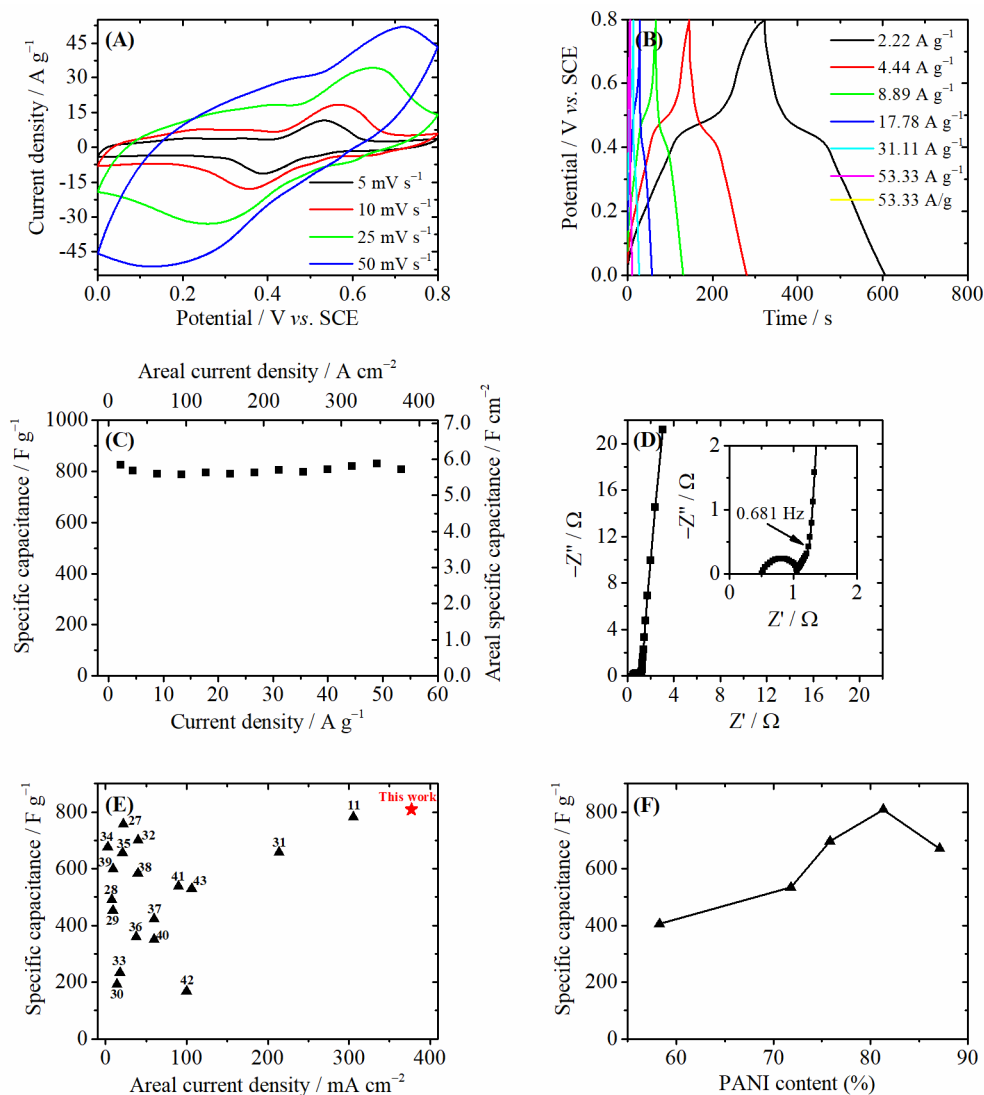 (A)
Current density / A g⁻¹
45
30
15
0
-15
-30
-45
0.0 0.2 0.4 0.6 0.8
Potential / V vs. SCE
5 mV s⁻¹
10 mV s⁻¹
25 mV s⁻¹
50 mV s⁻¹
(B)
Potential / V vs. SCE
0.8
0.6
0.4
0.2
0.0
0 200 400 600 800
Time / s
2.22 A g⁻¹
4.44 A g⁻¹
8.89 A g⁻¹
17.78 A g⁻¹
31.11 A g⁻¹
53.33 A g⁻¹
53.33 A/g
Areal current density / A cm⁻²
0 100 200 300 400
(C)
Specific capacitance / F g⁻¹
1000
800
600
400
200
0
Areal specific capacitance / F cm⁻²
7.0
6.0
5.0
4.0
3.0
2.0
1.0
0.0
0 10 20 30 40 50 60
Current density / A g⁻¹
(D)
−Z'' / Ω
20
16
12
8
4
0
0 3 6 9 12 15 18 21
Z' / Ω
−Z'' / Ω
2
1
0
0.681 Hz
0 1 2
Z' / Ω
(E)
Specific capacitance / F g⁻¹
800
600
400
200
0
This work
11
27
32
34
35
31
39
38
41
43
28
29
37
36
40
33
30
42
0 100 200 300 400
Areal current density / mA cm⁻²
(F)
Specific capacitance / F g⁻¹
800
600
400
200
0
60 70 80 90
PANI content (%)